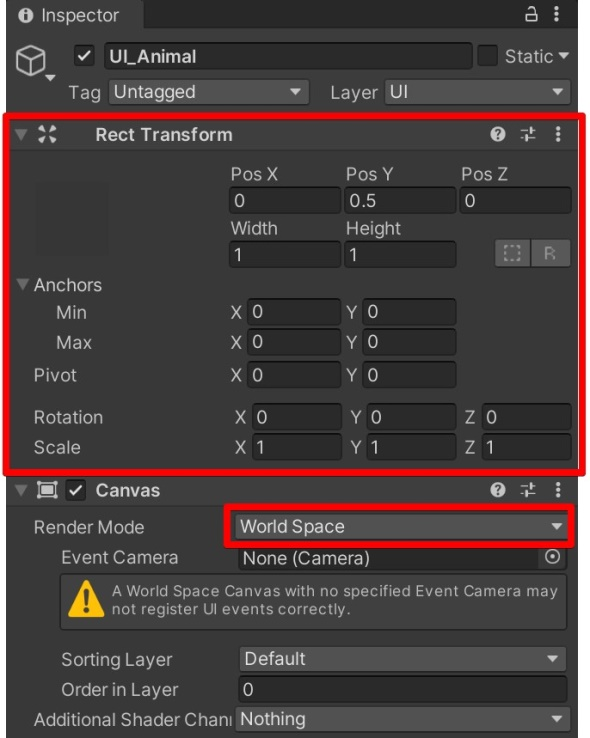 Inspector
UI_Animal Static
Tag Untagged Layer UI
Rect Transform
Pos X Pos Y Pos Z
0 0.5 0
Width Height
1 1
R
Anchors
Min X 0 Y 0
Max X 0 Y 0
Pivot X 0 Y 0
Rotation X 0 Y 0 Z 0
Scale X 1 Y 1 Z 1
Canvas
Render Mode World Space
Event Camera None (Camera)
A World Space Canvas with no specified Event Camera may
not register UI events correctly.
Sorting Layer Default
Order in Layer 0
Additional Shader Chan Nothing